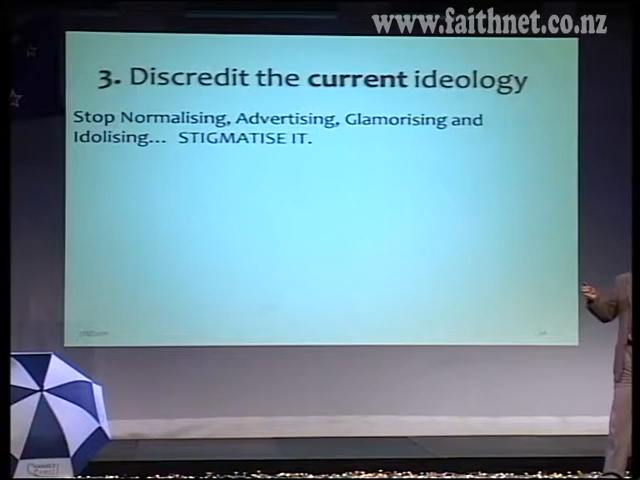 www.faithnet.co.nz
3. Discredit the current ideology
Stop Normalising, Advertising, Glamorising and
Idolising... STIGMATISE IT.